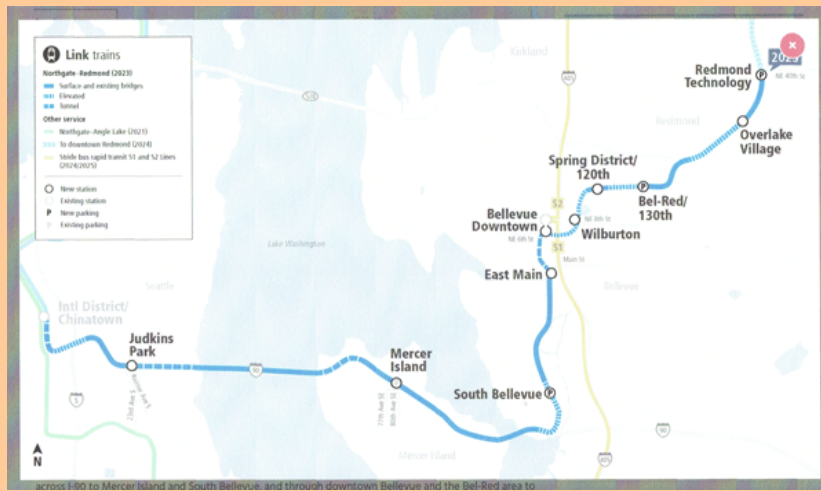 Link trains
Northgate–Redmond (2023)
Surface and existing bridges
Elevated
Tunnel
Other service
Northgate–Angle Lake (2021)
To downtown Redmond (2024)
Stride bus rapid transit S1 and S2 Lines
(2024/2025)
New station
Existing station
P New parking
P Existing parking
Kirkland
520
405
2023
Redmond
Technology
NE 40th St
Redmond
Overlake
Village
Spring District/
120th
Bel-Red/
130th
S2
Bellevue
Downtown
NE 8th St
Wilburton
NE 6th St
S1
Main St
East Main
Bellevue
Lake Washington
Seattle
Intl District/
Chinatown
Judkins
Park
23rd Ave S
Rainier Ave S
5
90
Mercer
Island
77th Ave SE
80th Ave SE
South Bellevue
90
Mercer Island
405
N
across I-90 to Mercer Island and South Bellevue, and through downtown Bellevue and the Bel-Red area to